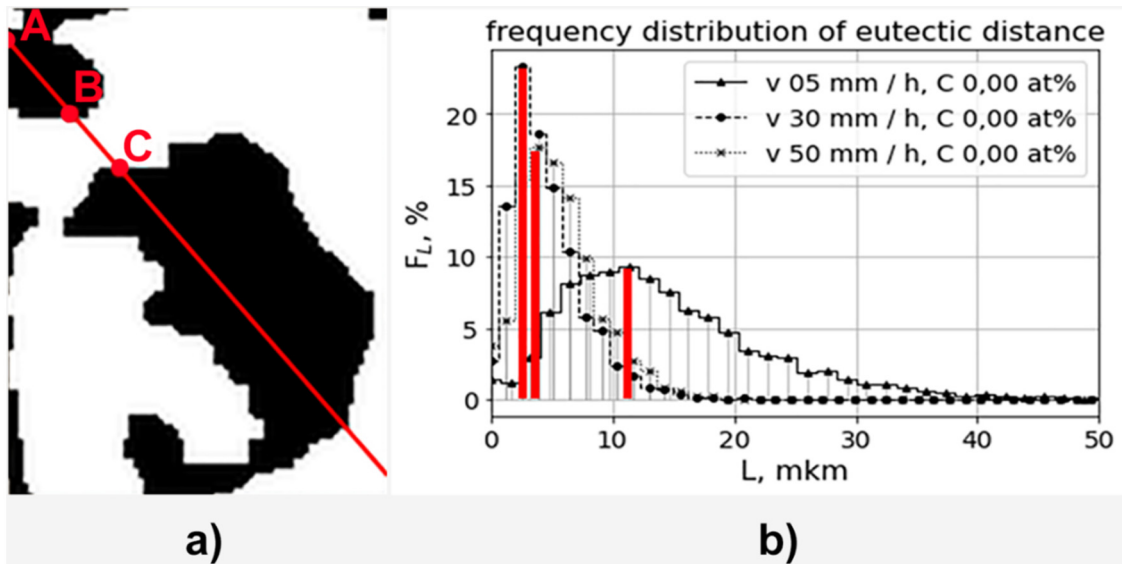 A
B
C
a)
frequency distribution of eutectic distance
v 05 mm / h, C 0,00 at%
v 30 mm / h, C 0,00 at%
v 50 mm / h, C 0,00 at%
F_L, %
20
15
10
5
0
0 10 20 30 40 50
L, mkm
b)